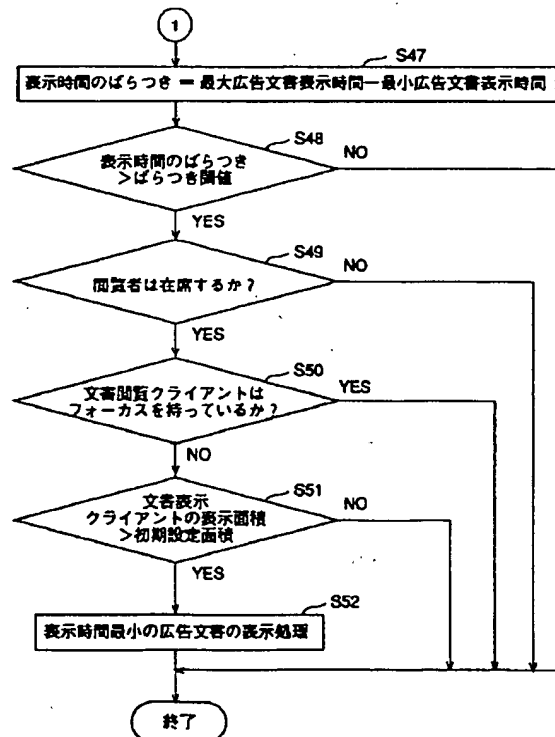 1
S47
表示時間のばらつき = 最大広告文書表示時間−最小広告文書表示時間
S48
表示時間のばらつき
>ばらつき閾値
NO
YES
S49
閲覧者は在席するか?
NO
YES
S50
文書閲覧クライアントは
フォーカスを持っているか?
YES
NO
S51
文書表示
クライアントの表示面積
>初期設定面積
NO
YES
S52
表示時間最小の広告文書の表示処理
終了